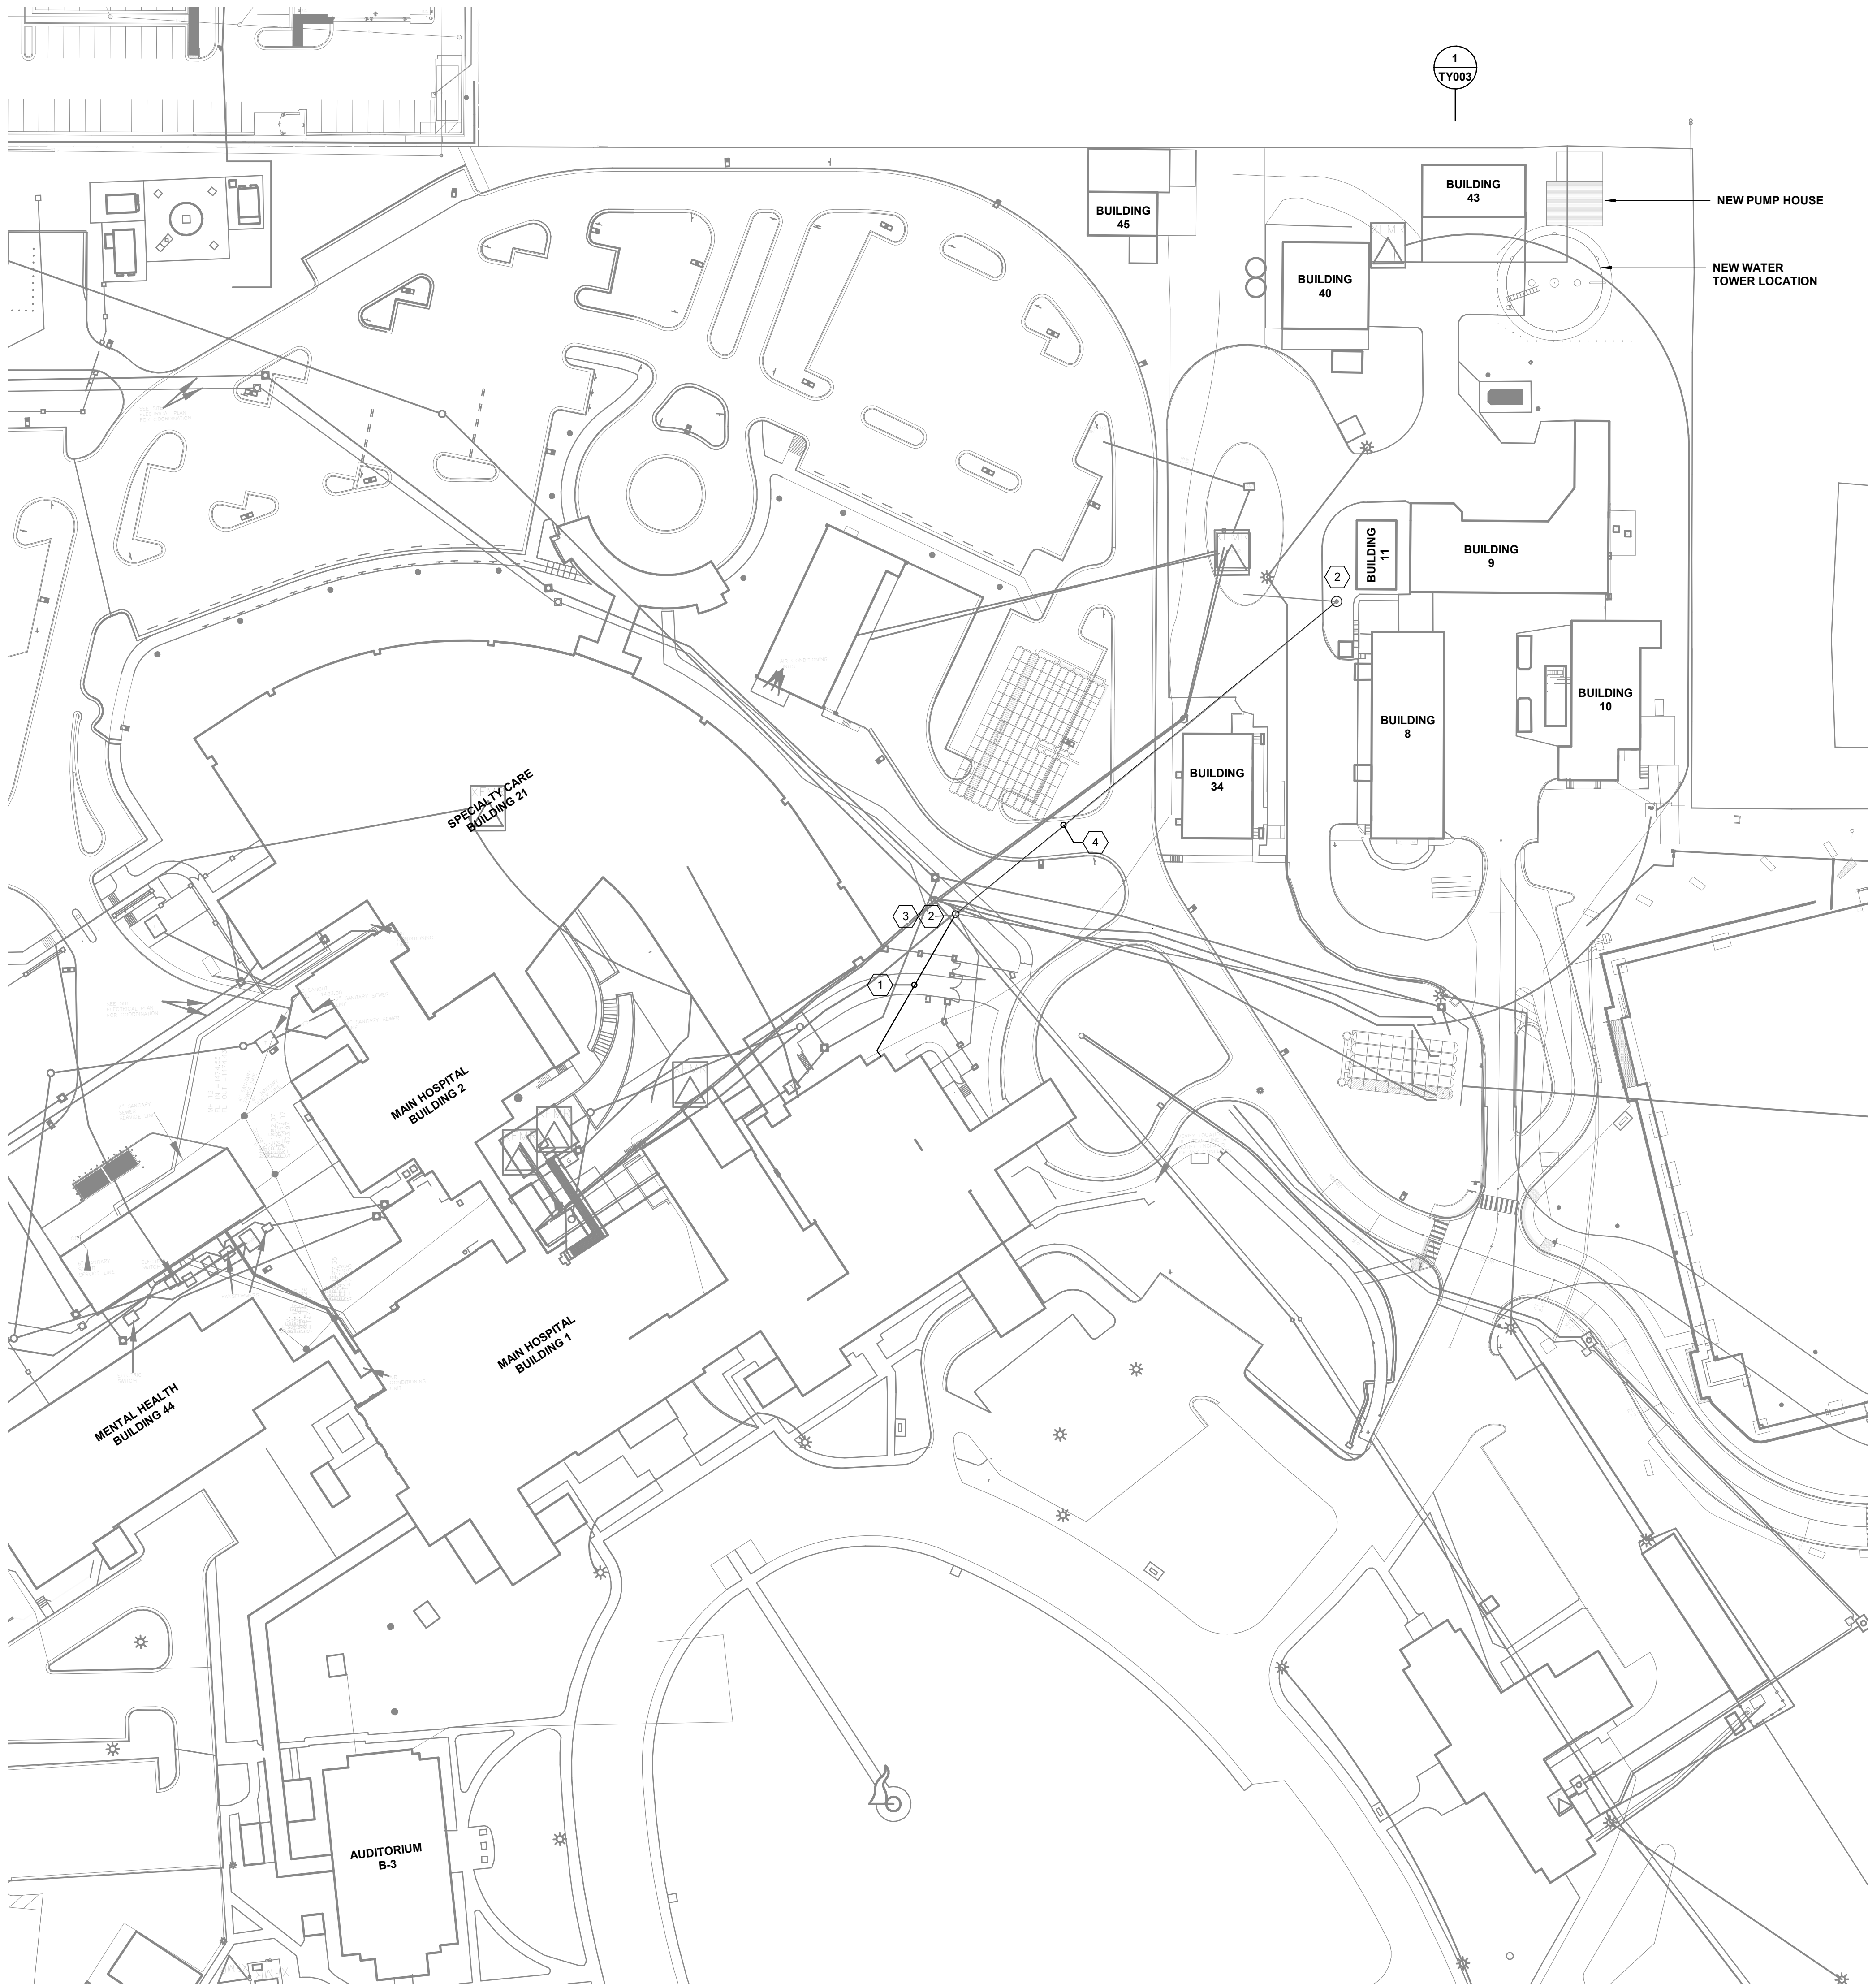 1
TY003
BUILDING
43
NEW PUMP HOUSE
BUILDING
45
XFMR
NEW WATER
TOWER LOCATION
BUILDING
40
BUILDING
11
BUILDING
9
2
BUILDING
10
BUILDING
8
BUILDING
34
SPECIALTY CARE
BUILDING 21
4
3
2
1
MAIN HOSPITAL
BUILDING 2
MAIN HOSPITAL
BUILDING 1
MENTAL HEALTH
BUILDING 44
AUDITORIUM
B-3